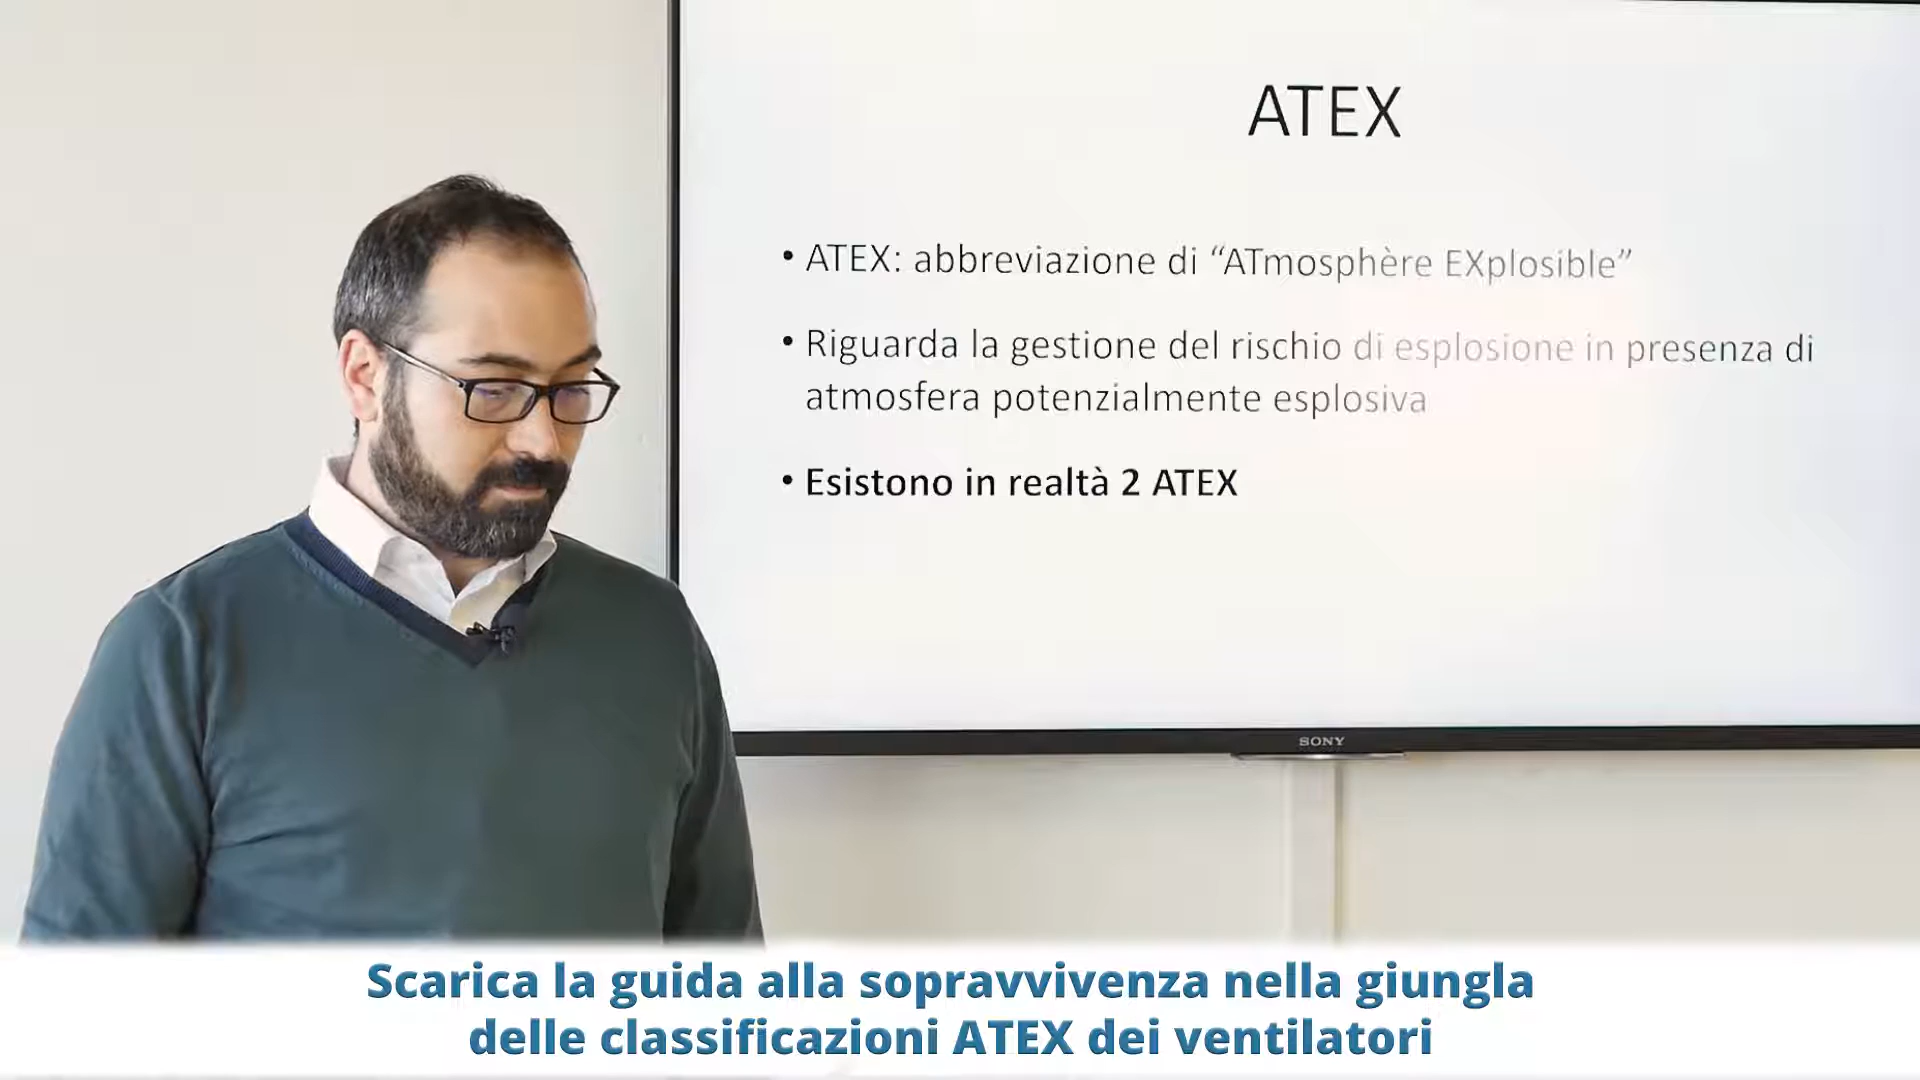 ATEX
• ATEX: abbreviazione di “ATmosphère EXplosible”
• Riguarda la gestione del rischio di esplosione in presenza di
atmosfera potenzialmente esplosiva
• Esistono in realtà 2 ATEX
SONY
Scarica la guida alla sopravvivenza nella giungla
delle classificazioni ATEX dei ventilatori